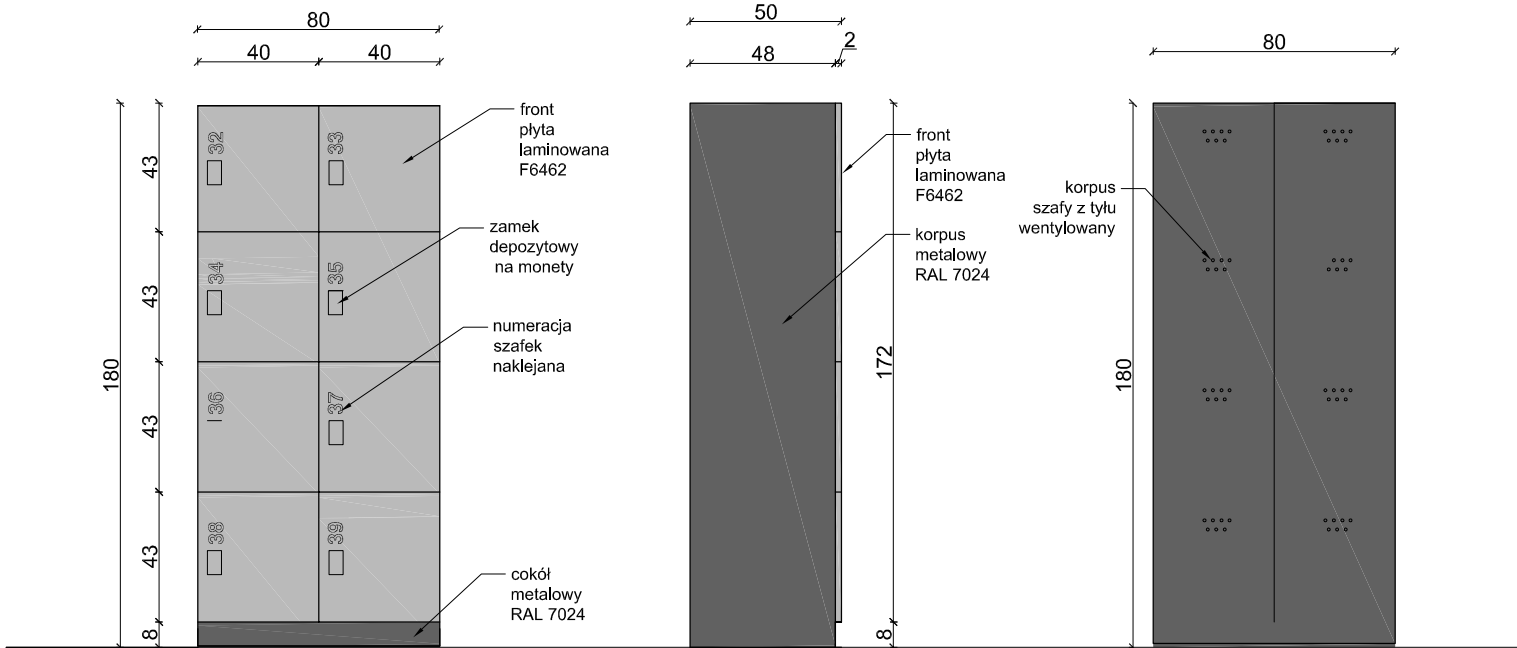 80
40
40
180
43
43
43
43
8
32
33
34
35
36
37
38
39
front
płyta
laminowana
F6462
zamek
depozytowy
na monety
numeracja
szafek
naklejana
cokół
metalowy
RAL 7024
50
48
2
front
płyta
laminowana
F6462
korpus
metalowy
RAL 7024
172
8
80
180
korpus
szafy z tyłu
wentylowany